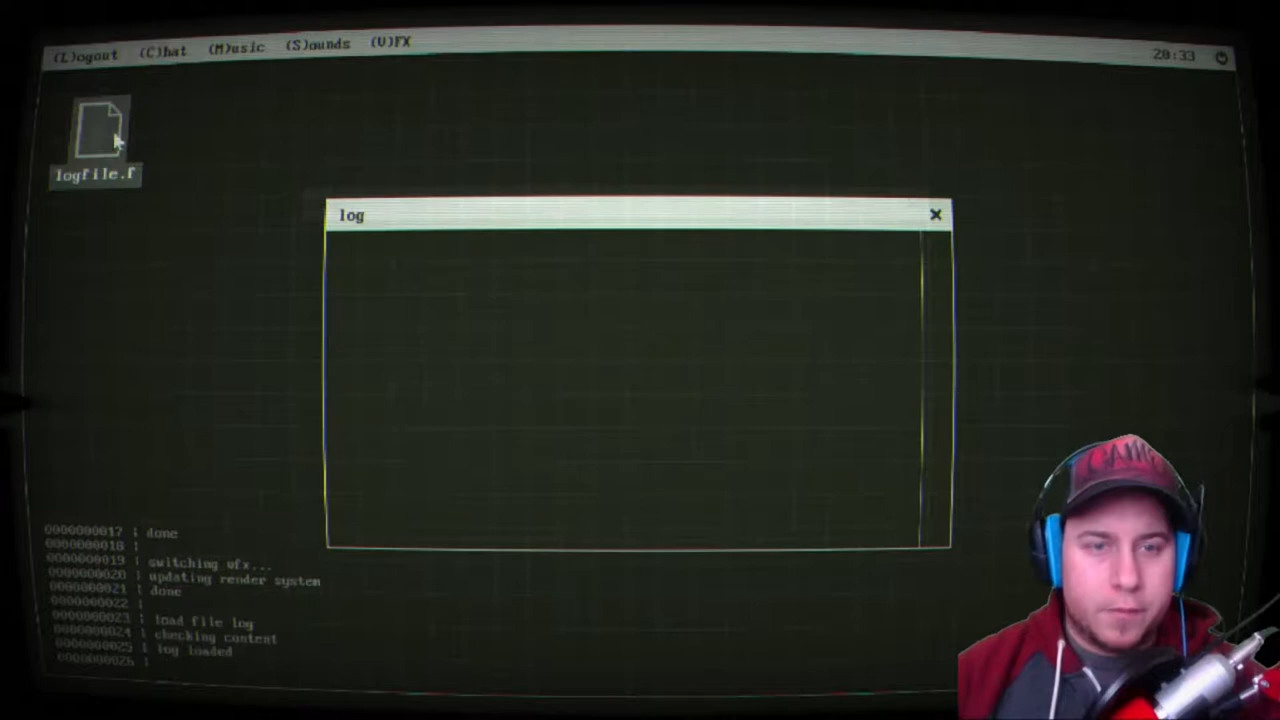 (L)ogout (C)hat (M)usic (S)ounds (V)FX 20:33
logfile.f
log
0000000017 | done
0000000018 |
0000000019 | switching vfx...
0000000020 | updating render system
0000000021 | done
0000000022 |
0000000023 | load file log
0000000024 | checking content
0000000025 | log loaded
0000000026 |
GAME